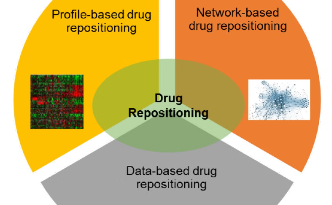 Profile-based drug
repositioning
Network-based
drug repositioning
Drug
Repositioning
Data-based drug
repositioning